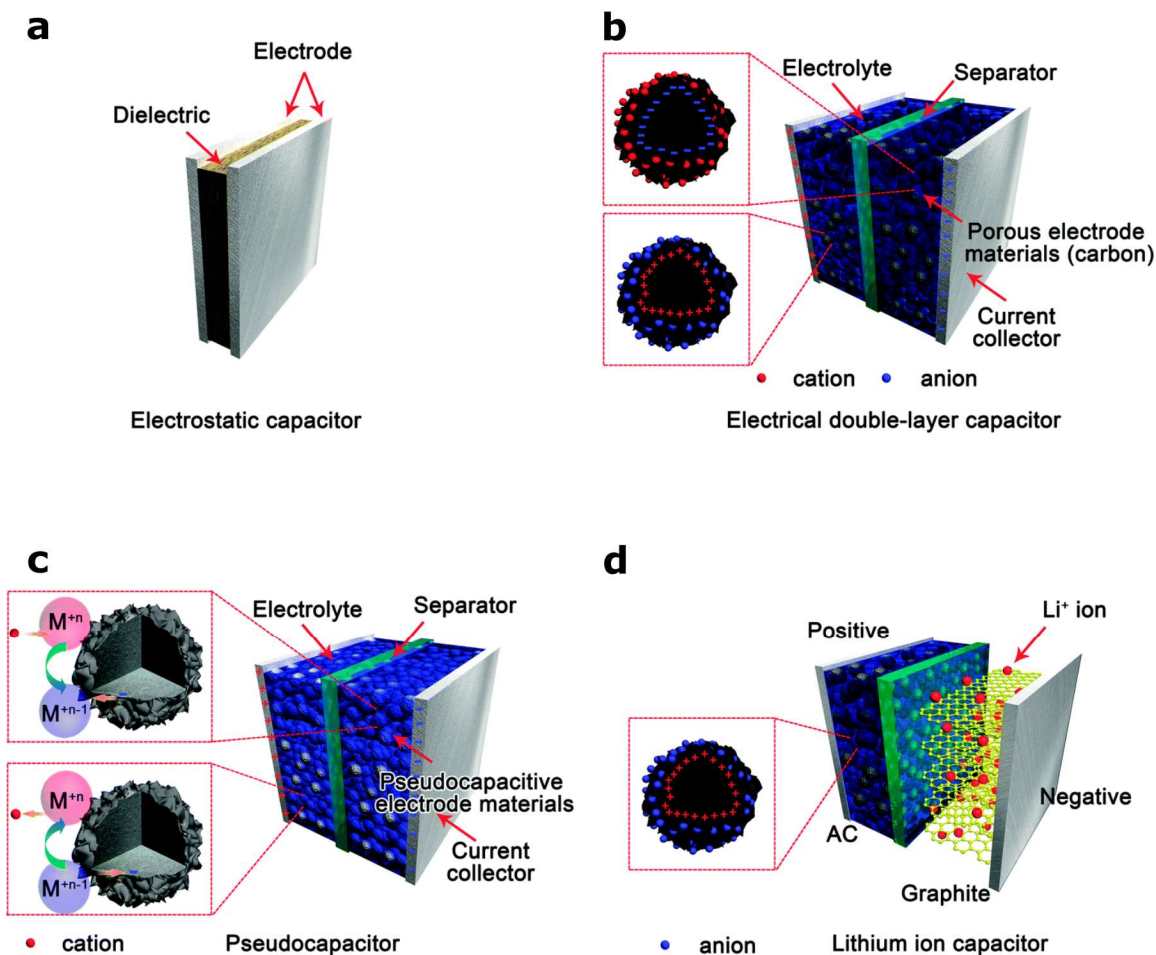 a
Electrode
Dielectric
Electrostatic capacitor
b
Electrolyte
Separator
Porous electrode
materials (carbon)
Current
collector
cation
anion
Electrical double-layer capacitor
c
M+n
M+n-1
M+n
M+n-1
Electrolyte
Separator
Pseudocapacitive
electrode materials
Current
collector
cation
Pseudocapacitor
d
Li+ ion
Positive
Negative
AC
Graphite
anion
Lithium ion capacitor